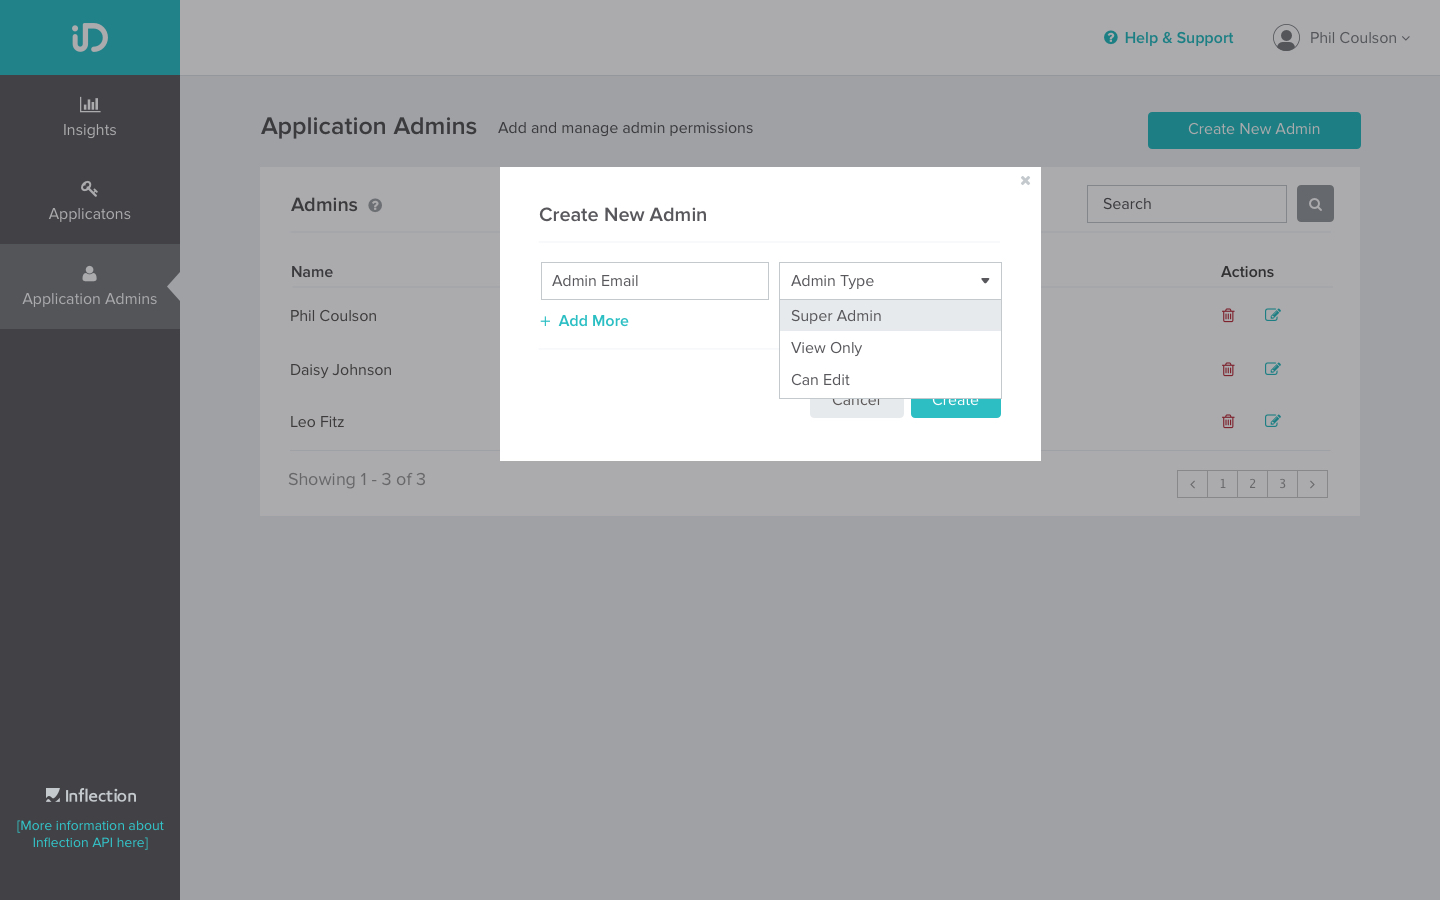 iD
Help & Support
Phil Coulson
Insights
Applicatons
Application Admins
Application Admins
Add and manage admin permissions
Create New Admin
Admins
Search
Name
Actions
Phil Coulson
Daisy Johnson
Leo Fitz
Showing 1 - 3 of 3
1 2 3
Create New Admin
Admin Email
Admin Type
+ Add More
Super Admin
View Only
Can Edit
Cancel
Create
Inflection
[More information about
Inflection API here]